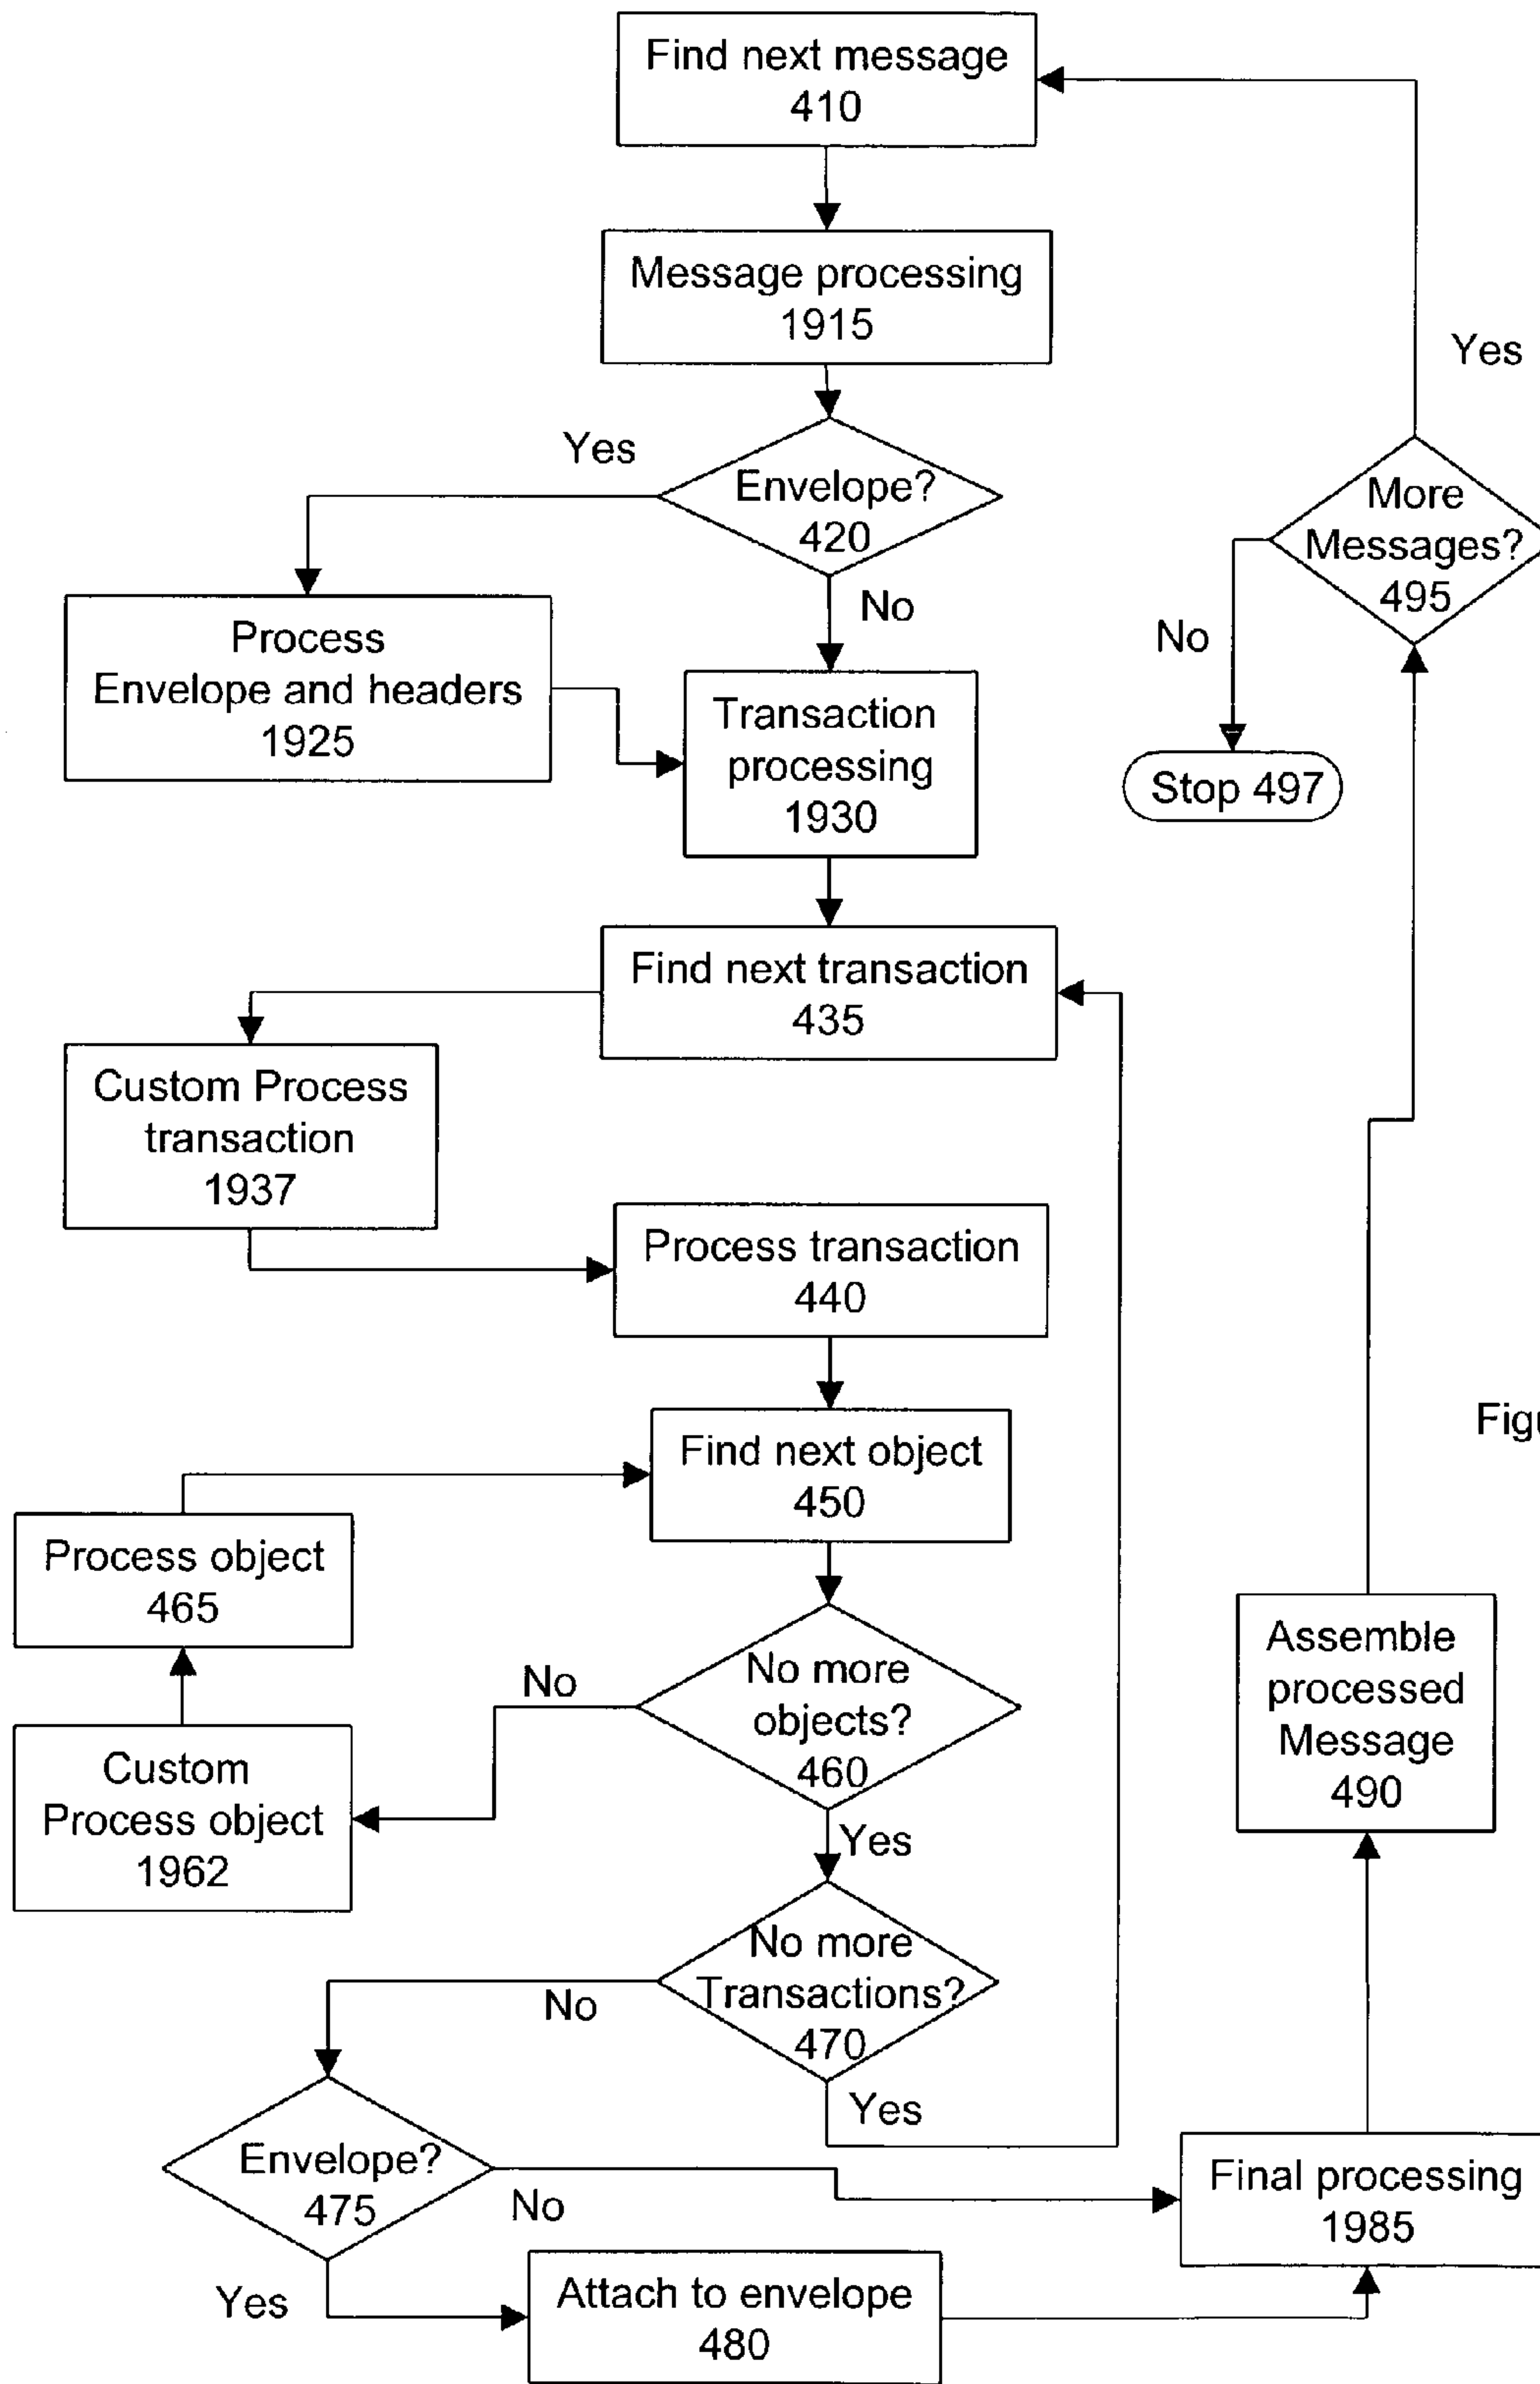 Find next message
410
Message processing
1915
Yes
Envelope?
420
No
Process
Envelope and headers
1925
Transaction
processing
1930
Find next transaction
435
Custom Process
transaction
1937
Process transaction
440
Find next object
450
Process object
465
No more
objects?
460
No
Custom
Process object
1962
Yes
No more
Transactions?
470
No
Yes
Envelope?
475
No
Yes
Attach to envelope
480
Final processing
1985
Assemble
processed
Message
490
More
Messages?
495
Yes
No
Stop 497